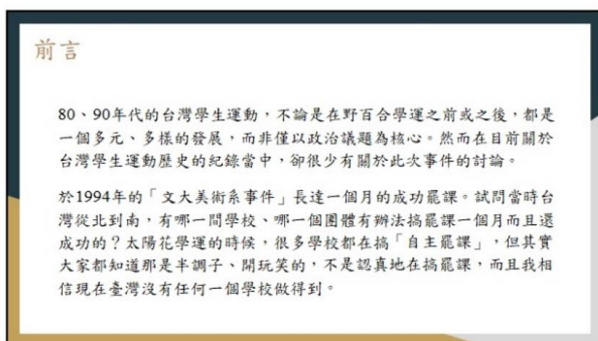 前言
80、90年代的台灣學生運動，不論是在野百合學運之前或之後，都是
一個多元、多樣的發展，而非僅以政治議題為核心。然而在目前關於
台灣學生運動歷史的紀錄當中，卻很少有關於此次事件的討論。
於1994年的「文大美術系事件」長達一個月的成功罷課。試問當時台
灣從北到南，有哪一間學校、哪一個團體有辦法搞罷課一個月而且還
成功的？太陽花學運的時候，很多學校都在搞「自主罷課」，但其實
大家都知道那是半調子、開玩笑的，不是認真地在搞罷課，而且我相
信現在臺灣沒有任何一個學校做得到。